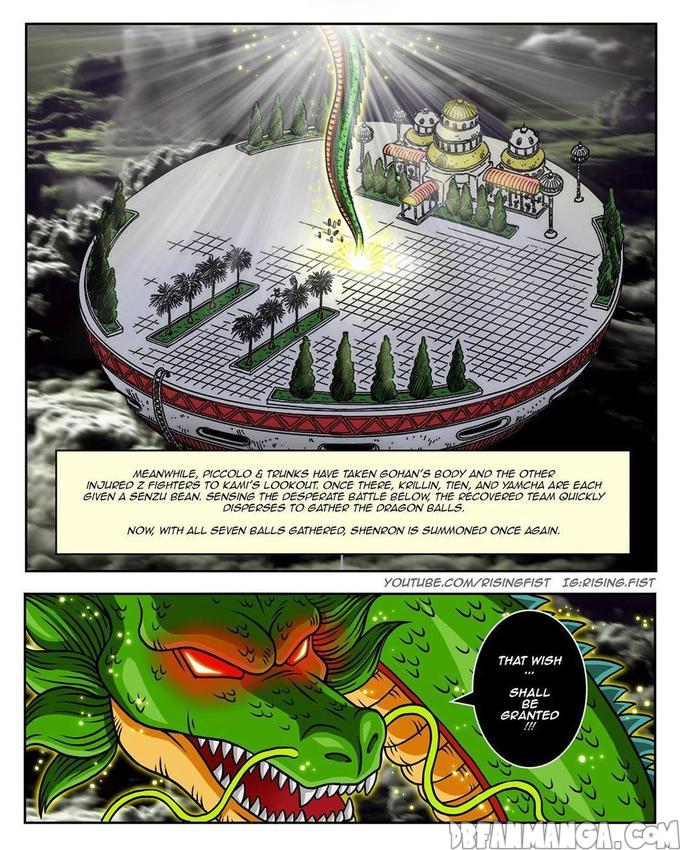 MEANWHILE, PICCOLO & TRUNKS HAVE TAKEN GOHAN'S BODY AND THE OTHER
INJURED Z FIGHTERS TO KAMI'S LOOKOUT. ONCE THERE, KRILLIN, TIEN, AND YAMCHA ARE EACH
GIVEN A SENZU BEAN. SENSING THE DESPERATE BATTLE BELOW, THE RECOVERED TEAM QUICKLY
DISPERSES TO GATHER THE DRAGON BALLS.
NOW, WITH ALL SEVEN BALLS GATHERED, SHENRON IS SUMMONED ONCE AGAIN.
YOUTUBE.COM/RISINGFIST IG:RISING.FIST
THAT WISH
...
SHALL
BE
GRANTED
!!!
DBFANMANGA.COM